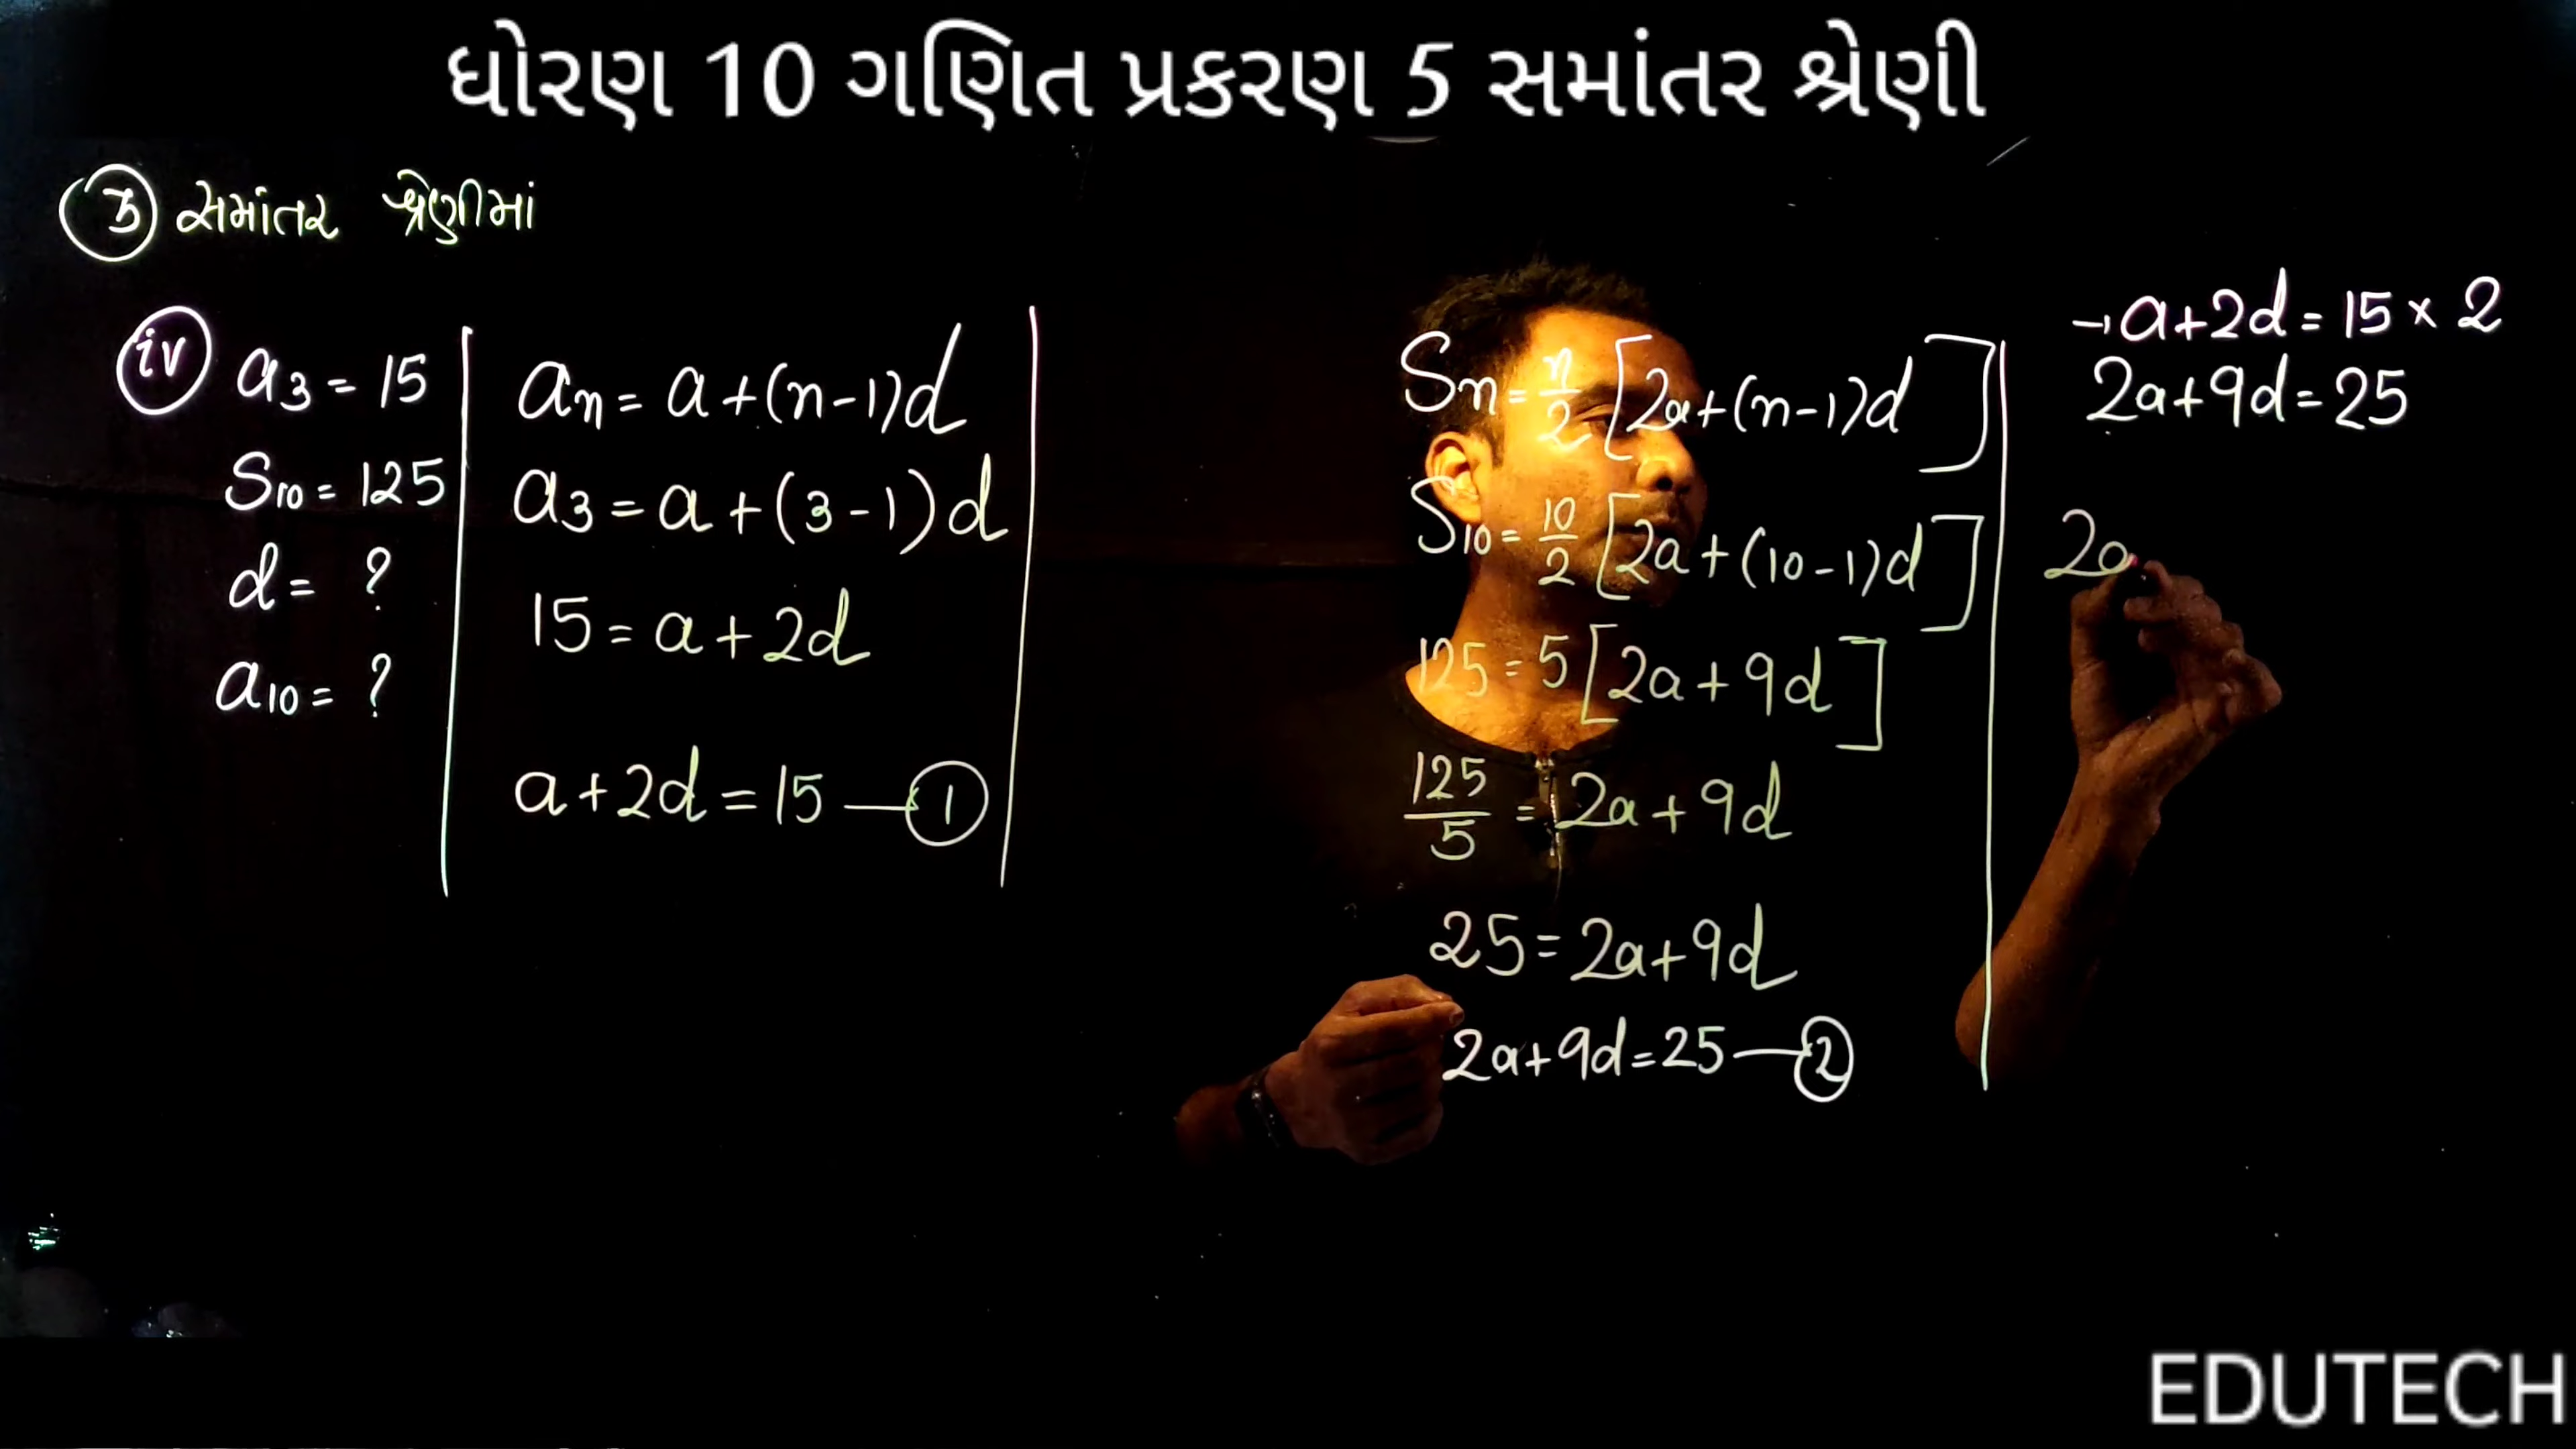 ધોરણ 10 ગણિત પ્રકરણ 5 સમાંતર શ્રેણી
③ સમાંતર શ્રેણીમાં
(iv) a₃ = 15
S₁₀ = 125
d = ?
a₁₀ = ?
aₙ = a + (n-1)d
a₃ = a + (3-1)d
15 = a + 2d
a + 2d = 15 — ①
Sₙ = n/2 [2a + (n-1)d]
S₁₀ = 10/2 [2a + (10-1)d]
125 = 5 [2a + 9d]
125/5 = 2a + 9d
25 = 2a + 9d
2a + 9d = 25 — ②
→ a + 2d = 15 × 2
2a + 9d = 25
2a
EDUTECH